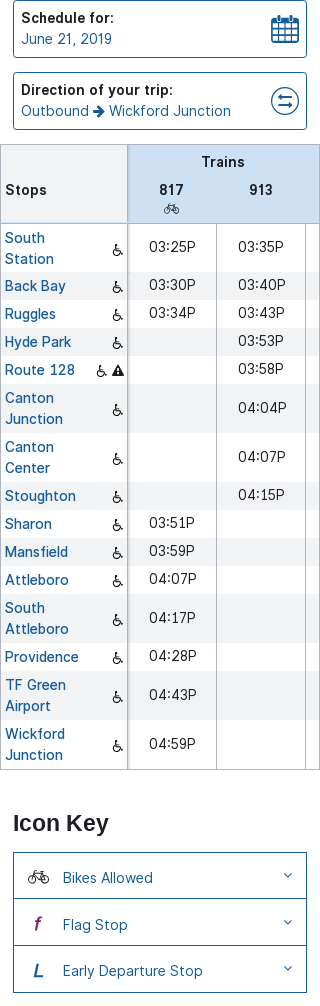 Schedule for:
June 21, 2019
Direction of your trip:
Outbound → Wickford Junction
Trains
Stops 817 913
South
Station 03:25P 03:35P
Back Bay 03:30P 03:40P
Ruggles 03:34P 03:43P
Hyde Park 03:53P
Route 128 03:58P
Canton
Junction 04:04P
Canton
Center 04:07P
Stoughton 04:15P
Sharon 03:51P
Mansfield 03:59P
Attleboro 04:07P
South
Attleboro 04:17P
Providence 04:28P
TF Green
Airport 04:43P
Wickford
Junction 04:59P
Icon Key
Bikes Allowed
f Flag Stop
L Early Departure Stop